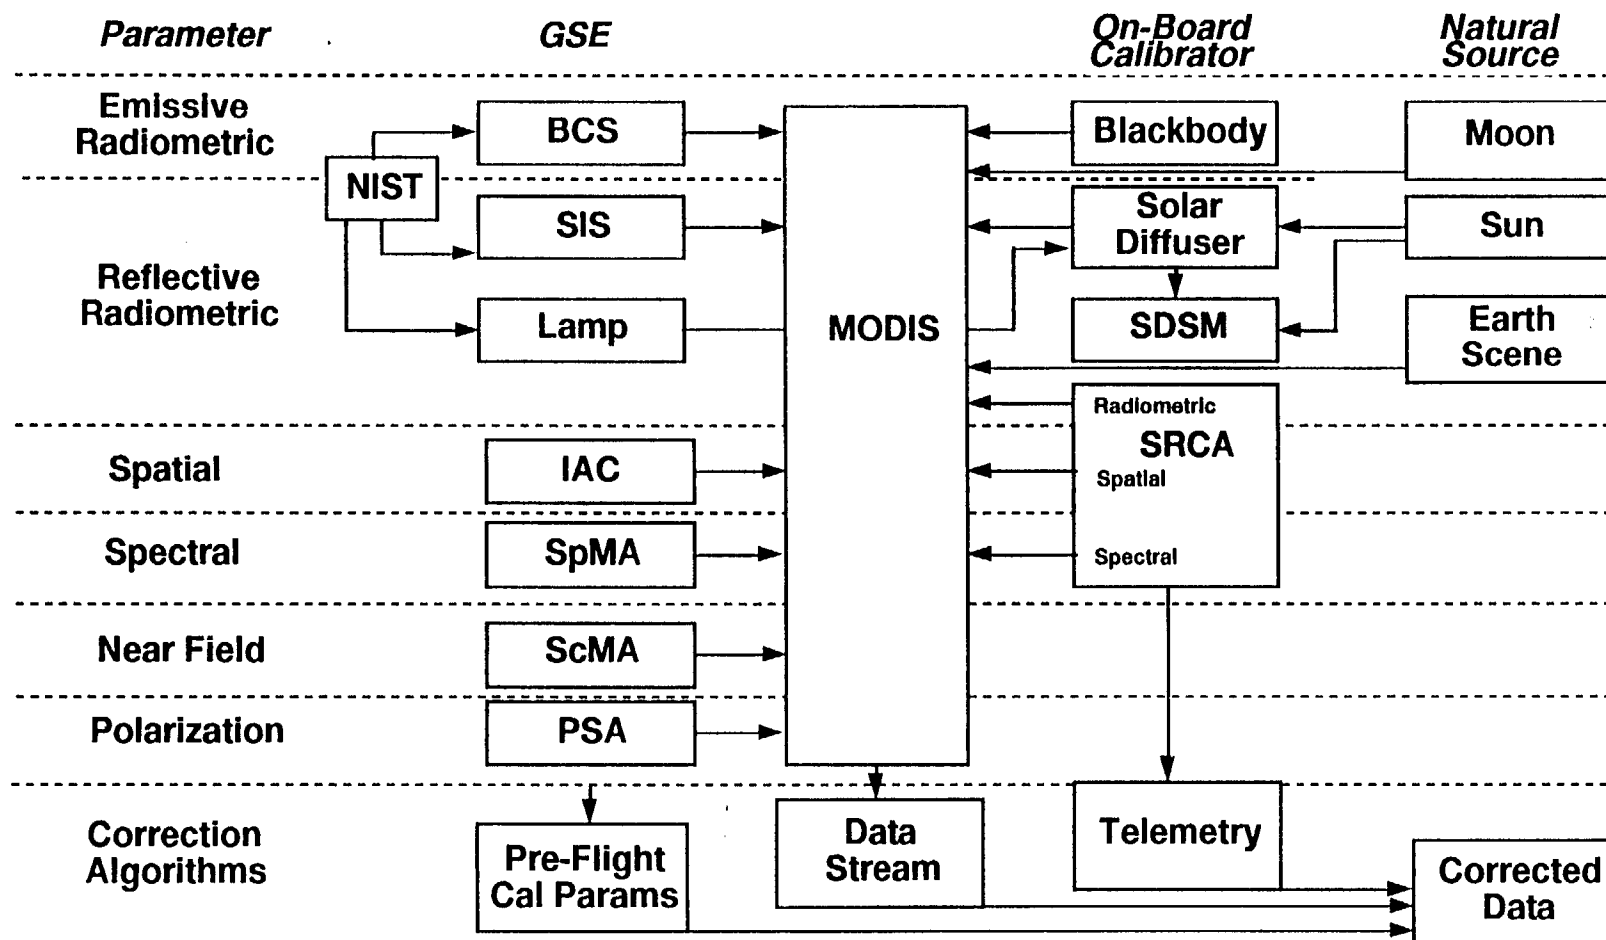 Parameter
GSE
On-Board
Calibrator
Natural
Source
Emissive
Radiometric
NIST
BCS
Blackbody
Moon
Reflective
Radiometric
SIS
Lamp
MODIS
Solar
Diffuser
SDSM
Sun
Earth
Scene
Radiometric
SRCA
Spatial
Spectral
Spatial
IAC
Spectral
SpMA
Near Field
ScMA
Polarization
PSA
Correction
Algorithms
Pre-Flight
Cal Params
Data
Stream
Telemetry
Corrected
Data